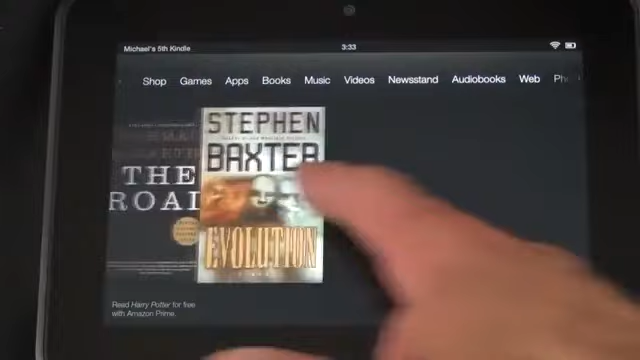 Michael's 5th Kindle
3:33
Shop Games Apps Books Music Videos Newsstand Audiobooks Web Ph
STEPHEN
BAXTER
EVOLUTION
THE
ROAD
Read Harry Potter for free
with Amazon Prime.